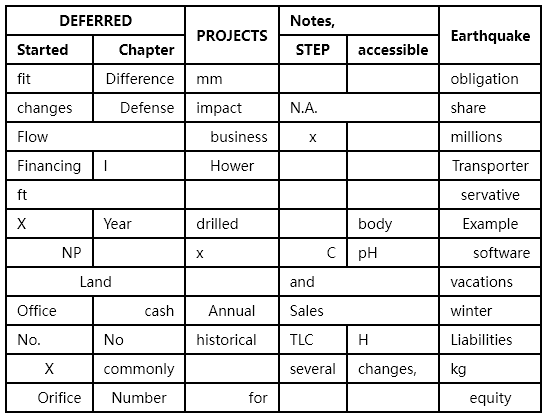 DEFERRED PROJECTS Notes, Earthquake
Started Chapter STEP accessible
fit Difference mm obligation
changes Defense impact N.A. share
Flow business x millions
Financing I Hower Transporter
ft servative
X Year drilled body Example
NP x C pH software
Land and vacations
Office cash Annual Sales winter
No. No historical TLC H Liabilities
X commonly several changes, kg
Orifice Number for equity